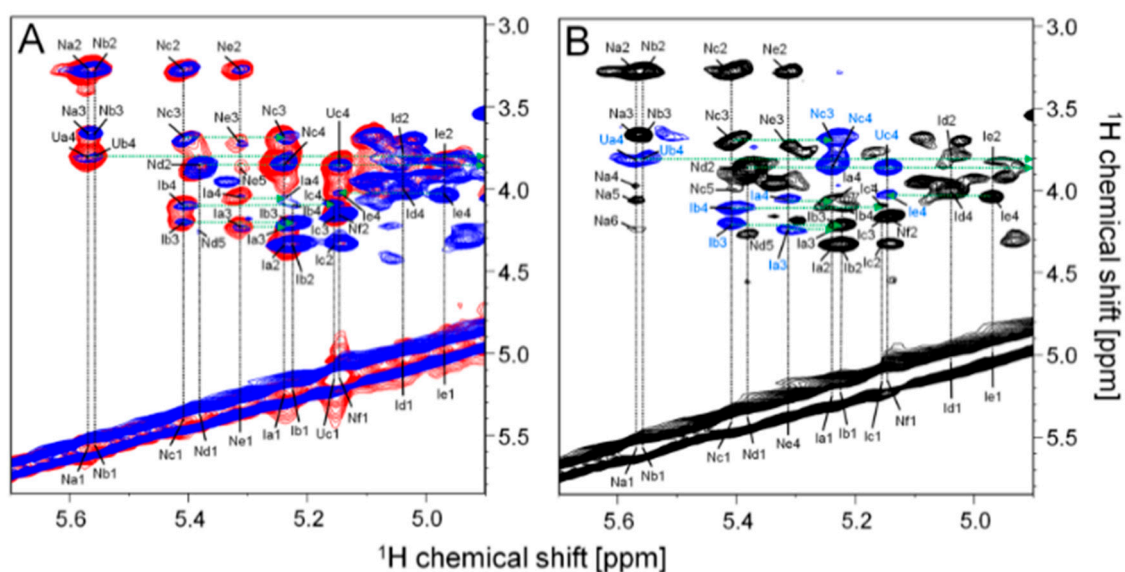 A
Na2 Nb2 Nc2 Ne2
Na3 Nb3 Nc3 Ne3 Nc3 Nc4 Uc4 Id2 Ie2
Ua4 Ub4
Nd2 Ne5
Ib4 Ia4 Ia4 Ic4
Ib3 Ia3 Ib3 Ib4 Ie4 Id4 Ie4
Nd5 Ia3 Ic3 Nf2
Ia2 Ic2
Ib2
Id1 Ie1
Nc1 Nd1 Ne1 Ia1 Ib1 Uc1 Nf1
Na1 Nb1
5.6 5.4 5.2 5.0
3.0
3.5
4.0
4.5
5.0
5.5
B
Na2 Nb2 Nc2 Ne2
Na3 Nb3 Nc3 Ne3 Nc3 Nc4 Uc4 Id2 Ie2
Ua4 Ub4
Nd2
Na4 Nc5 Ia4 Ia4 Ic4
Na5 Ib4 Ib3 Ib4 Ie4 Id4 Ie4
Na6 Ib3 Nd5 Ia3 Ia3 Ic3 Nf2
Ia2 Ib2 Ic2
Id1 Ie1
Nc1 Nd1 Ne4 Ia1 Ib1 Ic1 Nf1
Na1 Nb1
5.6 5.4 5.2 5.0
3.0
3.5
4.0
4.5
5.0
5.5
¹H chemical shift [ppm]
¹H chemical shift [ppm]